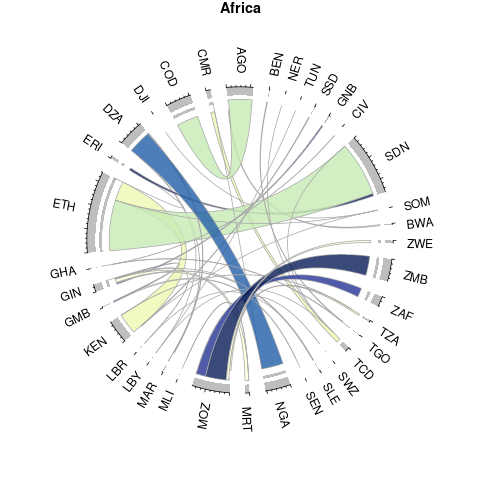 Africa
AGO
BEN
NER
TUN
SSD
GNB
CIV
SDN
SOM
BWA
ZWE
ZMB
ZAF
TZA
TGO
TCD
SWZ
SLE
SEN
NGA
MRT
MOZ
MLI
MAR
LBY
LBR
KEN
GMB
GIN
GHA
ETH
ERI
DZA
DJI
COD
CMR